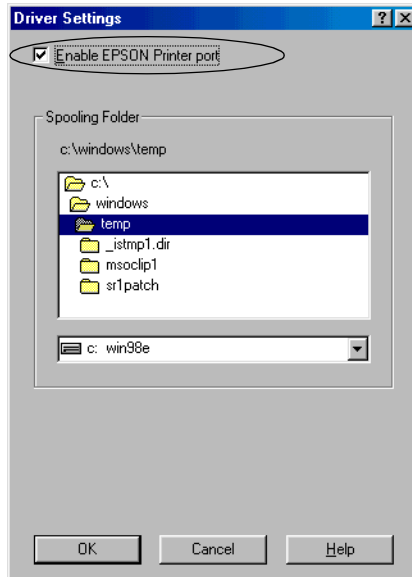 Driver Settings
Enable EPSON Printer port
Spooling Folder
c:\windows\temp
c:\
windows
temp
_istmp1.dir
msoclip1
sr1patch
c: win98e
OK Cancel Help